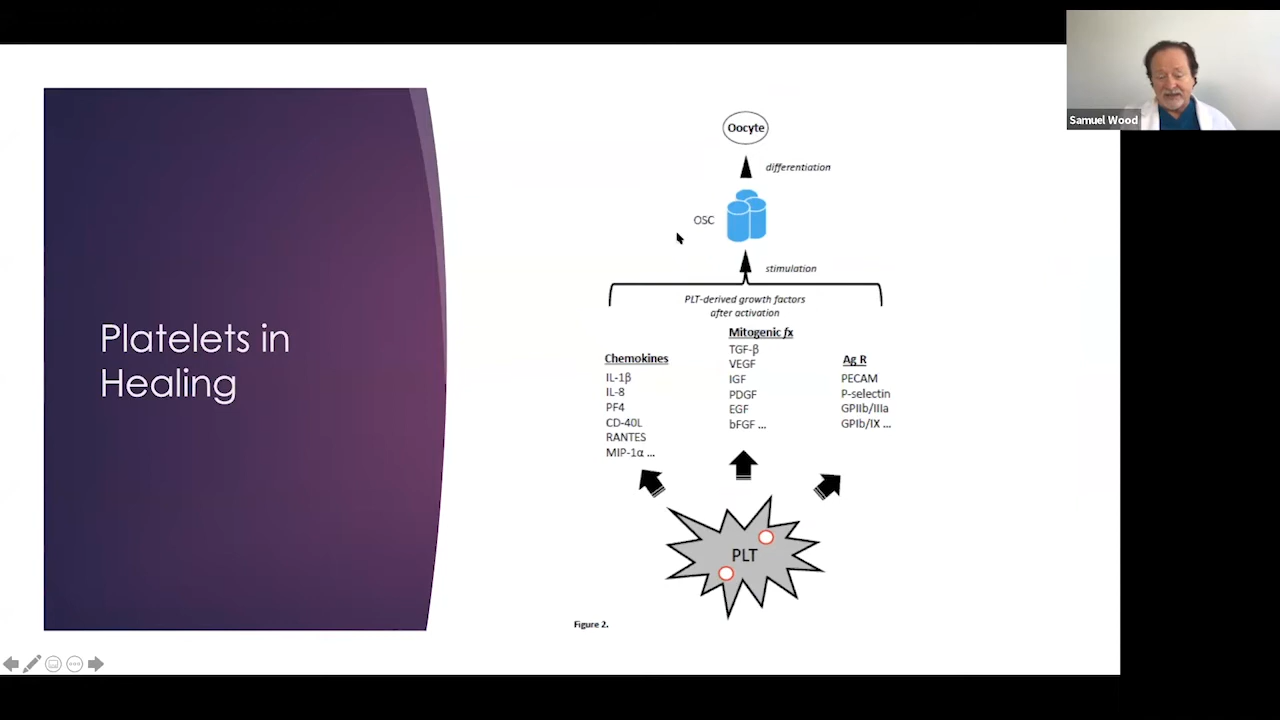 Samuel Wood
Platelets in
Healing
Oocyte
differentiation
OSC
stimulation
PLT-derived growth factors
after activation
Chemokines
IL-1β
IL-8
PF4
CD-40L
RANTES
MIP-1α ...
Mitogenic fx
TGF-β
VEGF
IGF
PDGF
EGF
bFGF ...
Ag R
PECAM
P-selectin
GPIIb/IIIa
GPIb/IX ...
PLT
Figure 2.